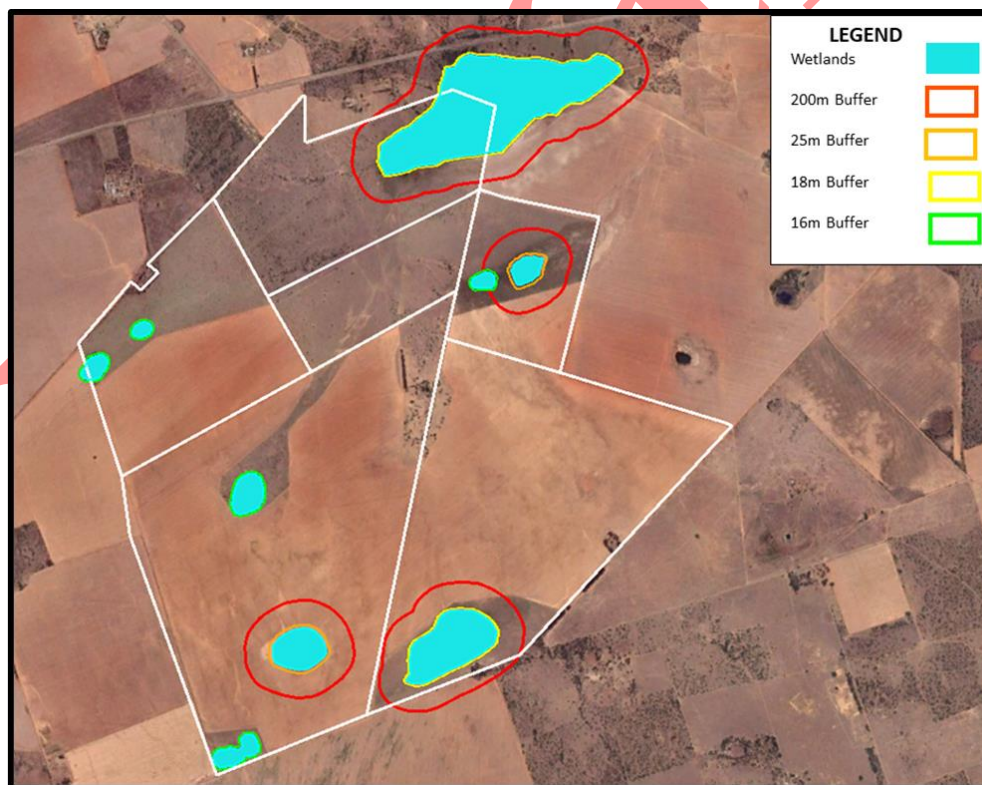 LEGEND
Wetlands
200m Buffer
25m Buffer
18m Buffer
16m Buffer